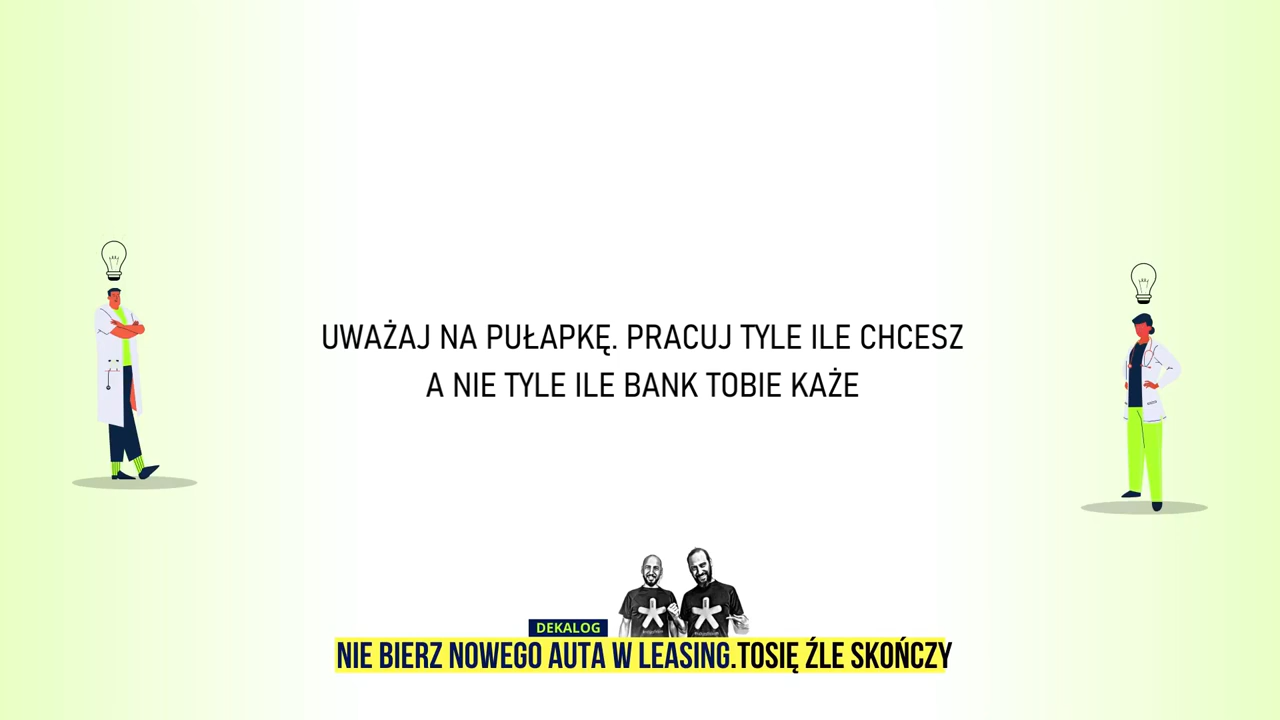 UWAŻAJ NA PUŁAPKĘ. PRACUJ TYLE ILE CHCESZ
A NIE TYLE ILE BANK TOBIE KAŻE
DEKALOG
NIE BIERZ NOWEGO AUTA W LEASING.TOSIĘ ŹLE SKOŃCZY